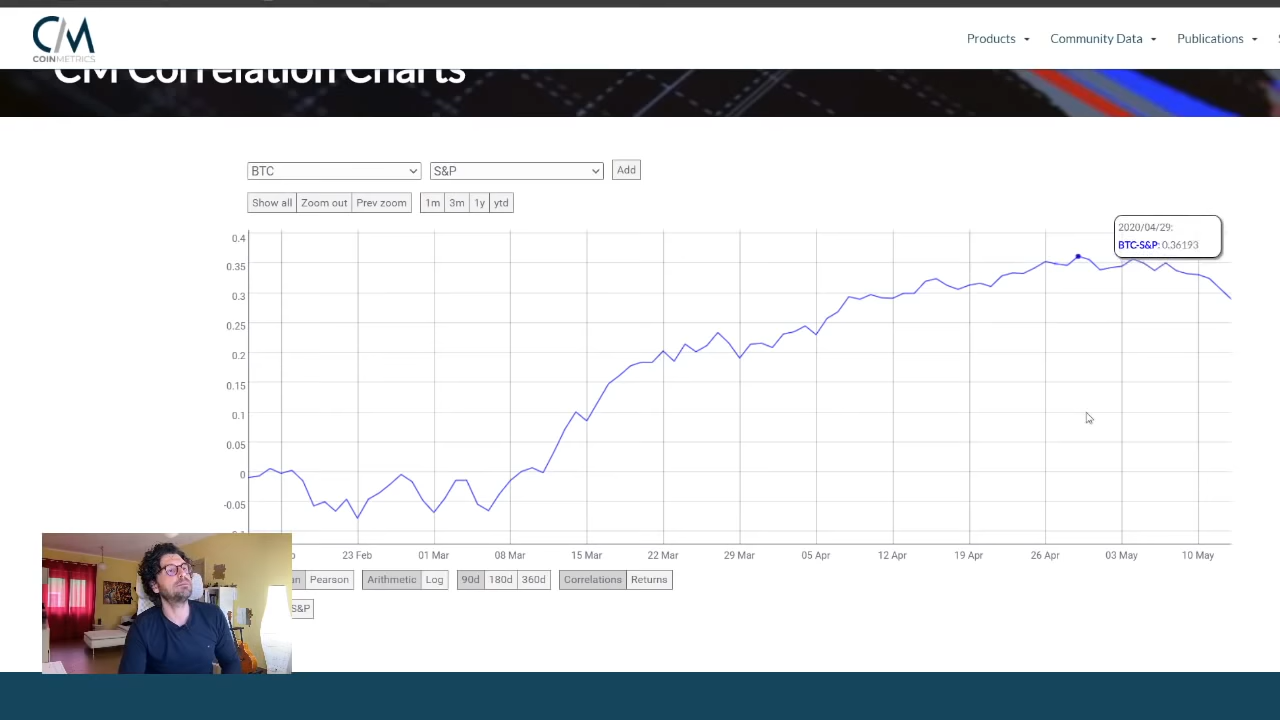 CM
COINMETRICS
Products
Community Data
Publications
CM Correlation Charts
BTC
S&P
Add
Show all
Zoom out
Prev zoom
1m
3m
1y
ytd
2020/04/29:
BTC-S&P: 0.36193
0.4
0.35
0.3
0.25
0.2
0.15
0.1
0.05
0
-0.05
23 Feb
01 Mar
08 Mar
15 Mar
22 Mar
29 Mar
05 Apr
12 Apr
19 Apr
26 Apr
03 May
10 May
Pearson
Arithmetic
Log
90d
180d
360d
Correlations
Returns
S&P